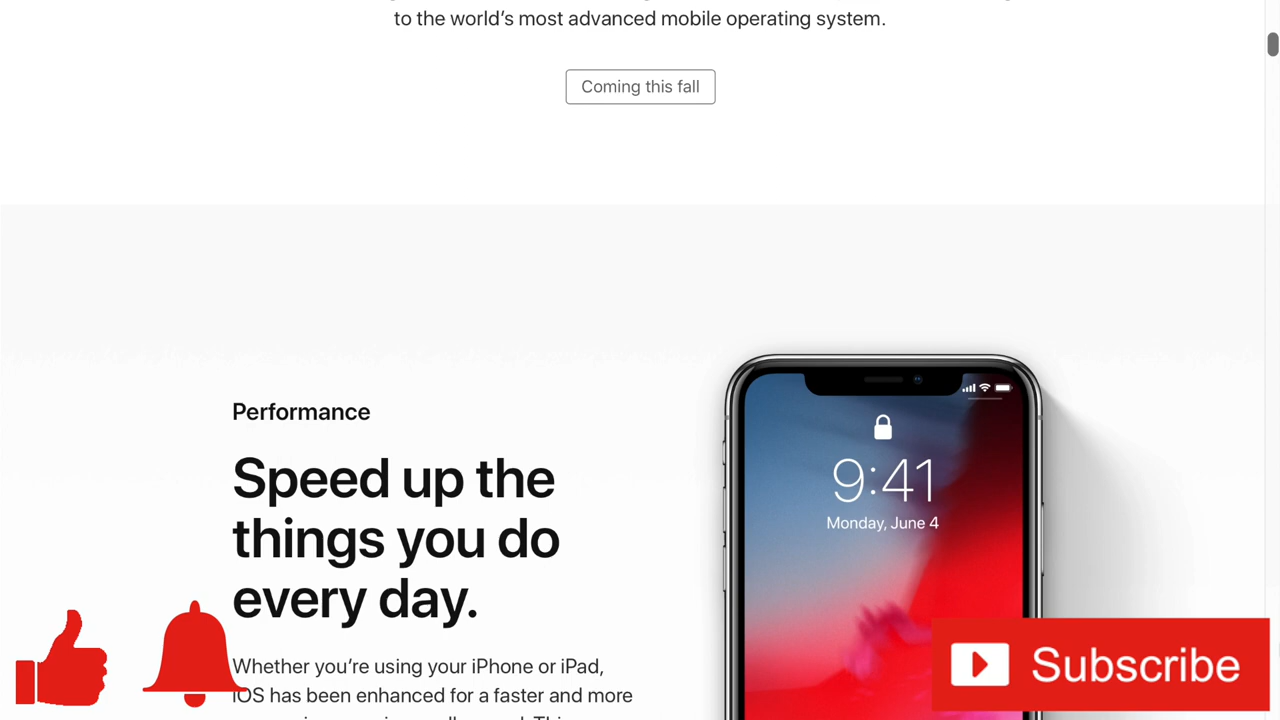 to the world's most advanced mobile operating system.
Coming this fall
Performance
Speed up the
things you do
every day.
Whether you're using your iPhone or iPad,
iOS has been enhanced for a faster and more
9:41
Monday, June 4
Subscribe